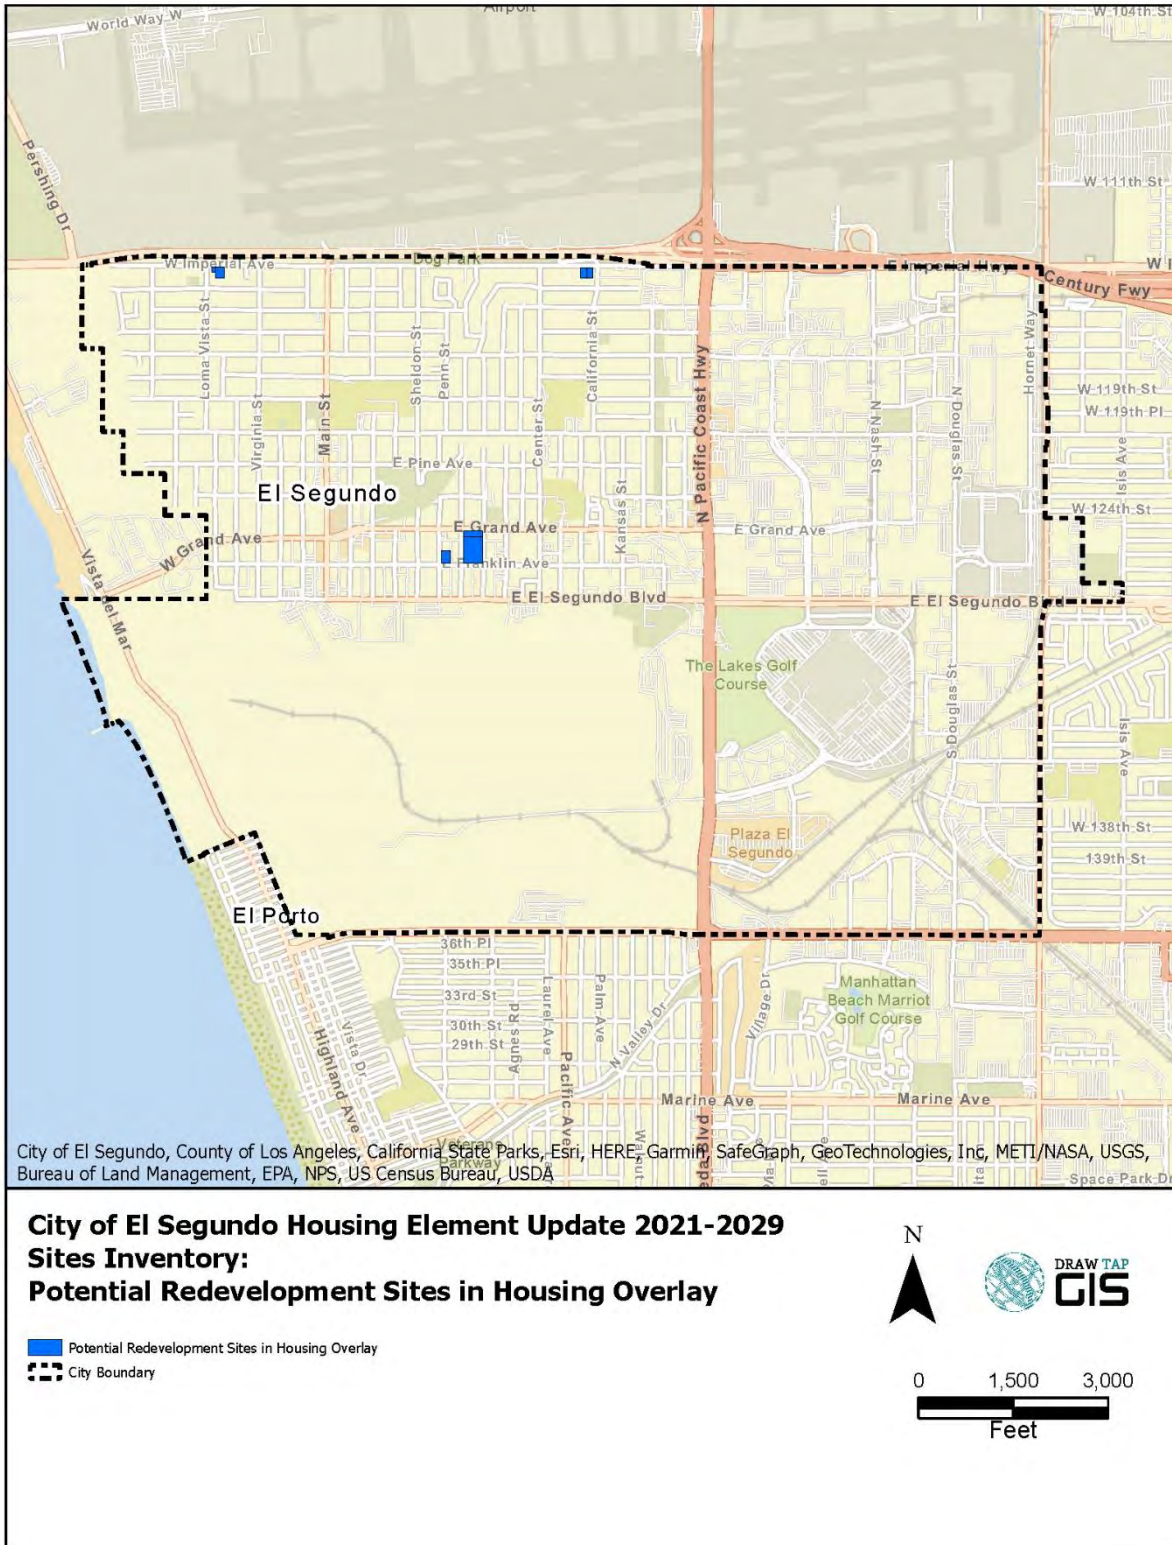 Airport
World Way W
W 104th St
Pershing Dr
W 111th St
W Imperial Ave
Dog Park
E Imperial Hwy
W I
Century Fwy
Loma Vista St
Sheldon St
Penn St
California St
N Pacific Coast Hwy
Hornet Way
Virginia St
Main St
Center St
N Nash St
N Douglas St
W 119th St
W 119th Pl
E Pine Ave
Isis Ave
El Segundo
Kansas St
W 124th St
W Grand Ave
E Grand Ave
E Grand Ave
E Franklin Ave
Vista del Mar
E El Segundo Blvd
E El Segundo Blvd
The Lakes Golf
Course
S Douglas St
Isis Ave
Plaza El
Segundo
W 138th St
139th St
El Porto
36th Pl
35th Pl
33rd St
30th St
29th St
Agnes Rd
Laurel Ave
Palm Ave
N Valley Dr
Village Dr
Manhattan
Beach Marriot
Golf Course
Vista Dr
Highland Ave
Pacific Ave
Marine Ave
Marine Ave
Veterans
Parkway
Space Park Dr
City of El Segundo, County of Los Angeles, California State Parks, Esri, HERE, Garmin, SafeGraph, GeoTechnologies, Inc, METI/NASA, USGS,
Bureau of Land Management, EPA, NPS, US Census Bureau, USDA
City of El Segundo Housing Element Update 2021-2029
Sites Inventory:
Potential Redevelopment Sites in Housing Overlay
N
DRAW TAP
GIS
Potential Redevelopment Sites in Housing Overlay
City Boundary
0 1,500 3,000
Feet